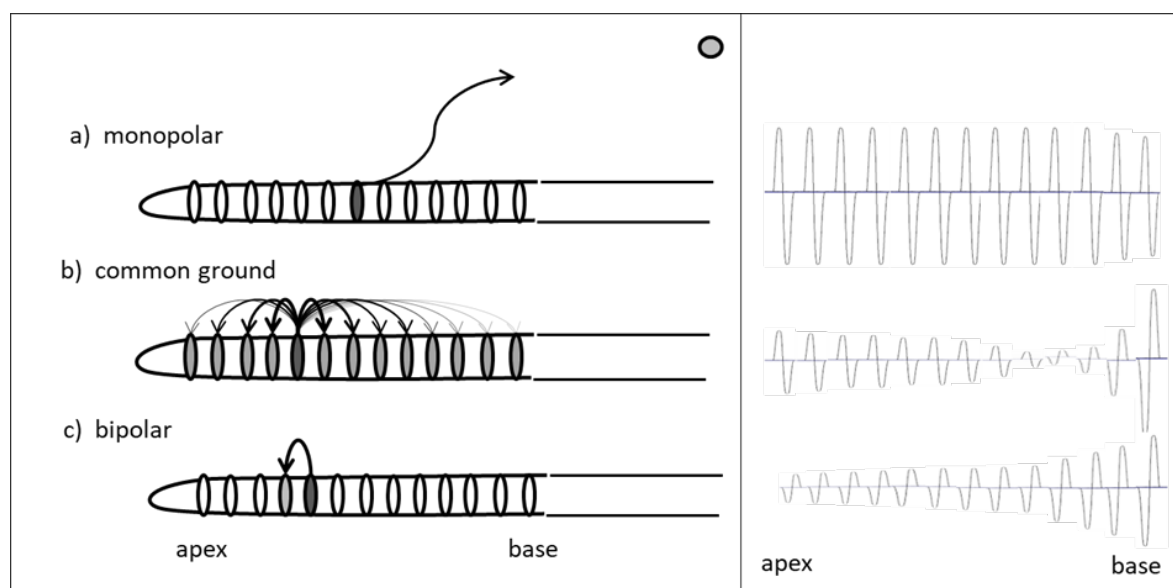 a) monopolar
b) common ground
c) bipolar
apex base
apex base